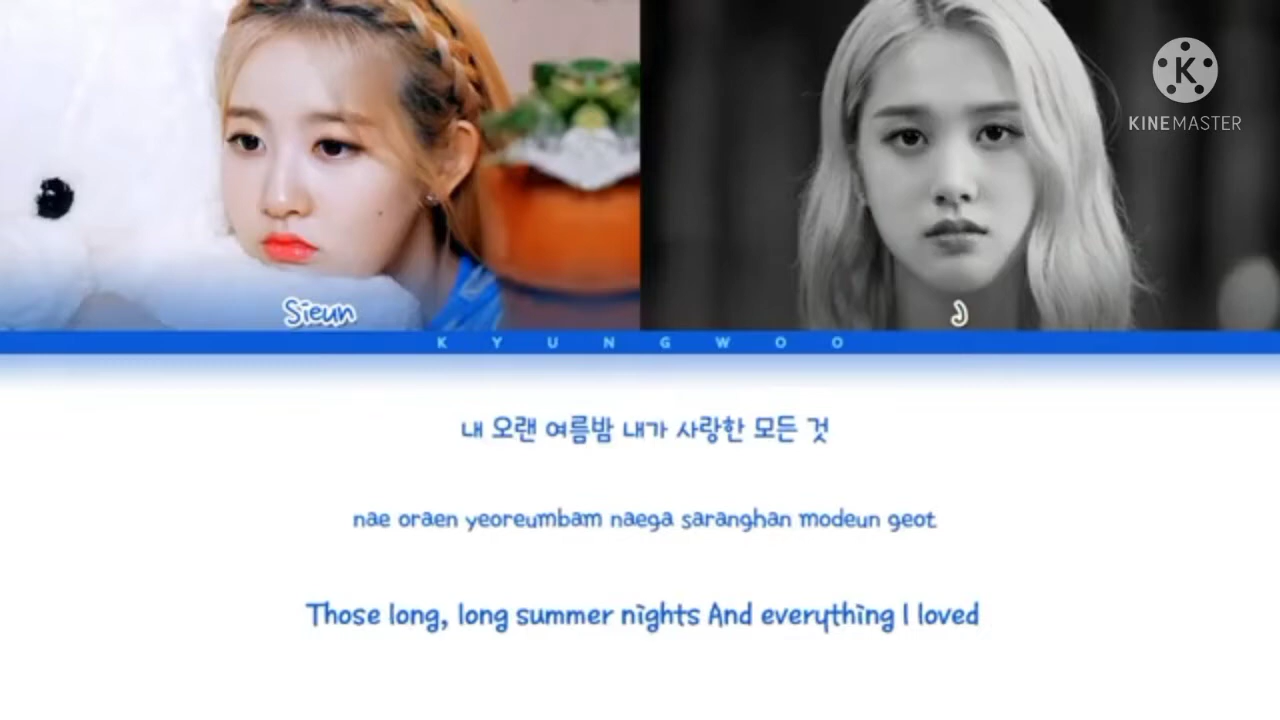 K
KINEMASTER
Sieun
J
KYUNGWOO
내 오랜 여름밤 내가 사랑한 모든 것
nae oraen yeoreumbam naega saranghan modeun geot
Those long, long summer nights And everything I loved